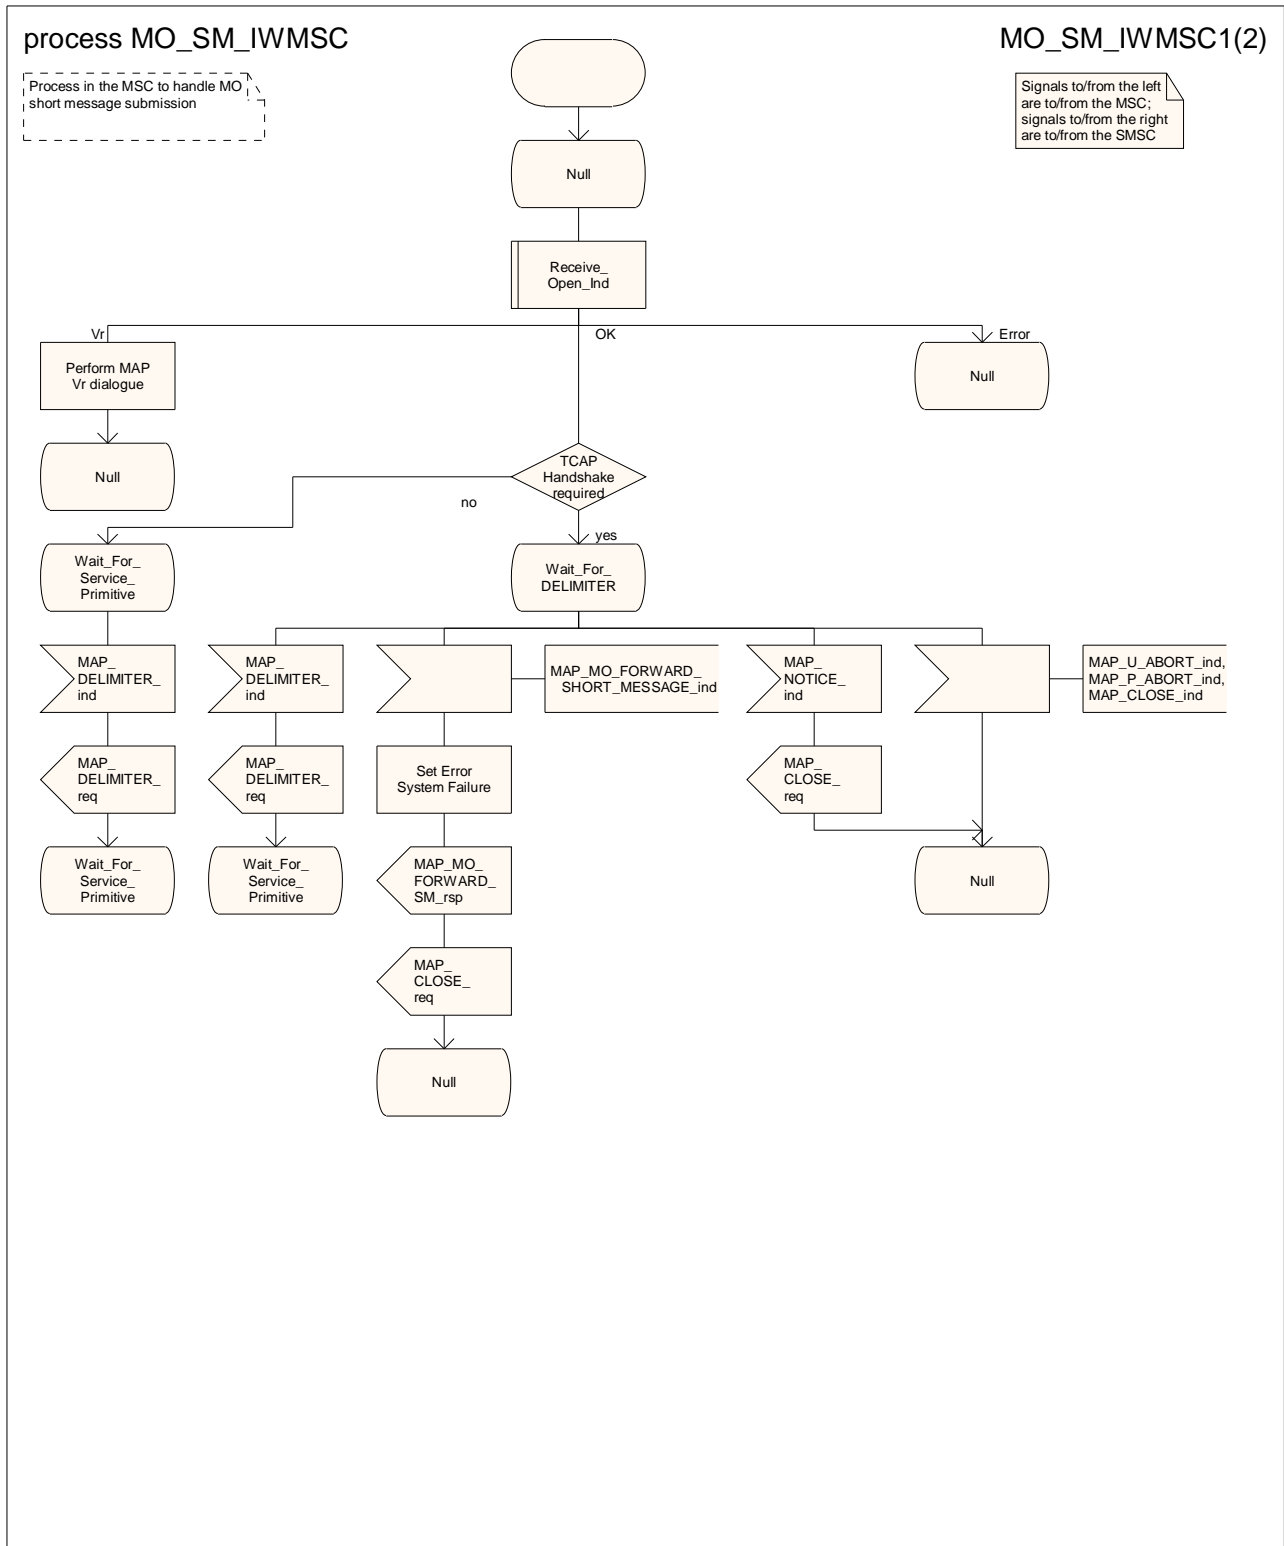 process MO_SM_IWMSC
MO_SM_IWMSC1(2)
Process in the MSC to handle MO
short message submission
Signals to/from the left
are to/from the MSC;
signals to/from the right
are to/from the SMSC
Null
Receive_
Open_Ind
Vr
OK
Error
Perform MAP
Vr dialogue
Null
Null
TCAP
Handshake
required
no
yes
Wait_For_
Service_
Primitive
Wait_For_
DELIMITER
MAP_
DELIMITER_
ind
MAP_
DELIMITER_
ind
MAP_MO_FORWARD_
SHORT_MESSAGE_ind
MAP_
NOTICE_
ind
MAP_U_ABORT_ind,
MAP_P_ABORT_ind,
MAP_CLOSE_ind
MAP_
DELIMITER_
req
MAP_
DELIMITER_
req
Set Error
System Failure
MAP_
CLOSE_
req
Wait_For_
Service_
Primitive
Wait_For_
Service_
Primitive
MAP_MO_
FORWARD_
SM_rsp
Null
MAP_
CLOSE_
req
Null